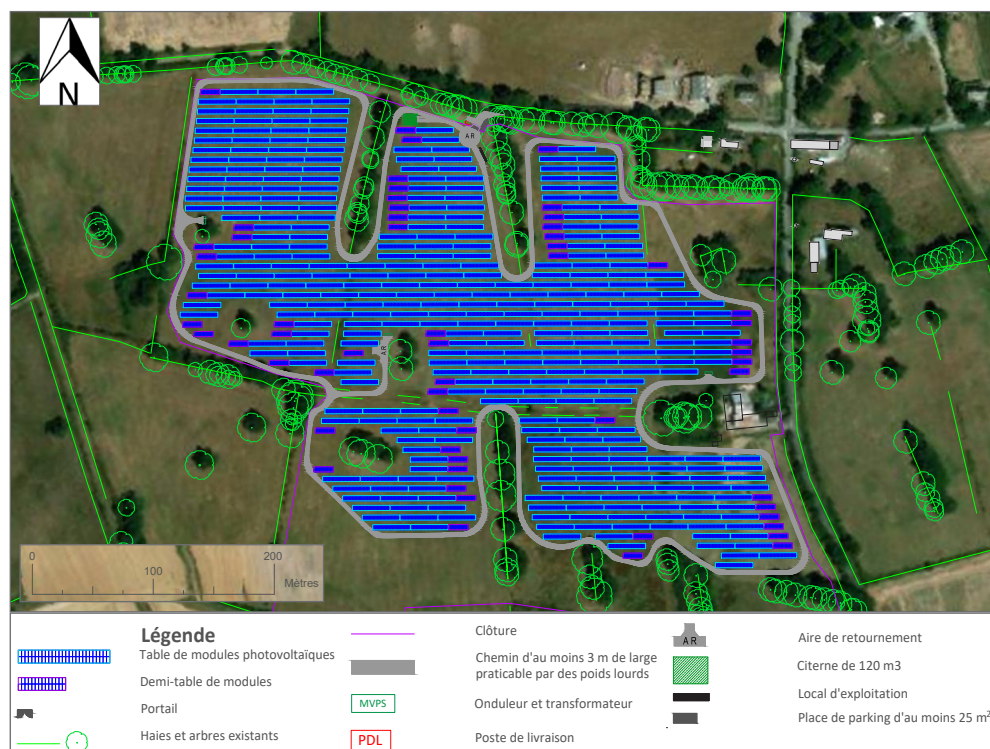 N
AR
AR
0
200
100
Mètres
Légende
Table de modules photovoltaïques
Demi-table de modules
Portail
Haies et arbres existants
Clôture
Chemin d'au moins 3 m de large
praticable par des poids lourds
MVPS
Onduleur et transformateur
PDL
Poste de livraison
AR
Aire de retournement
Citerne de 120 m3
Local d'exploitation
Place de parking d'au moins 25 m²